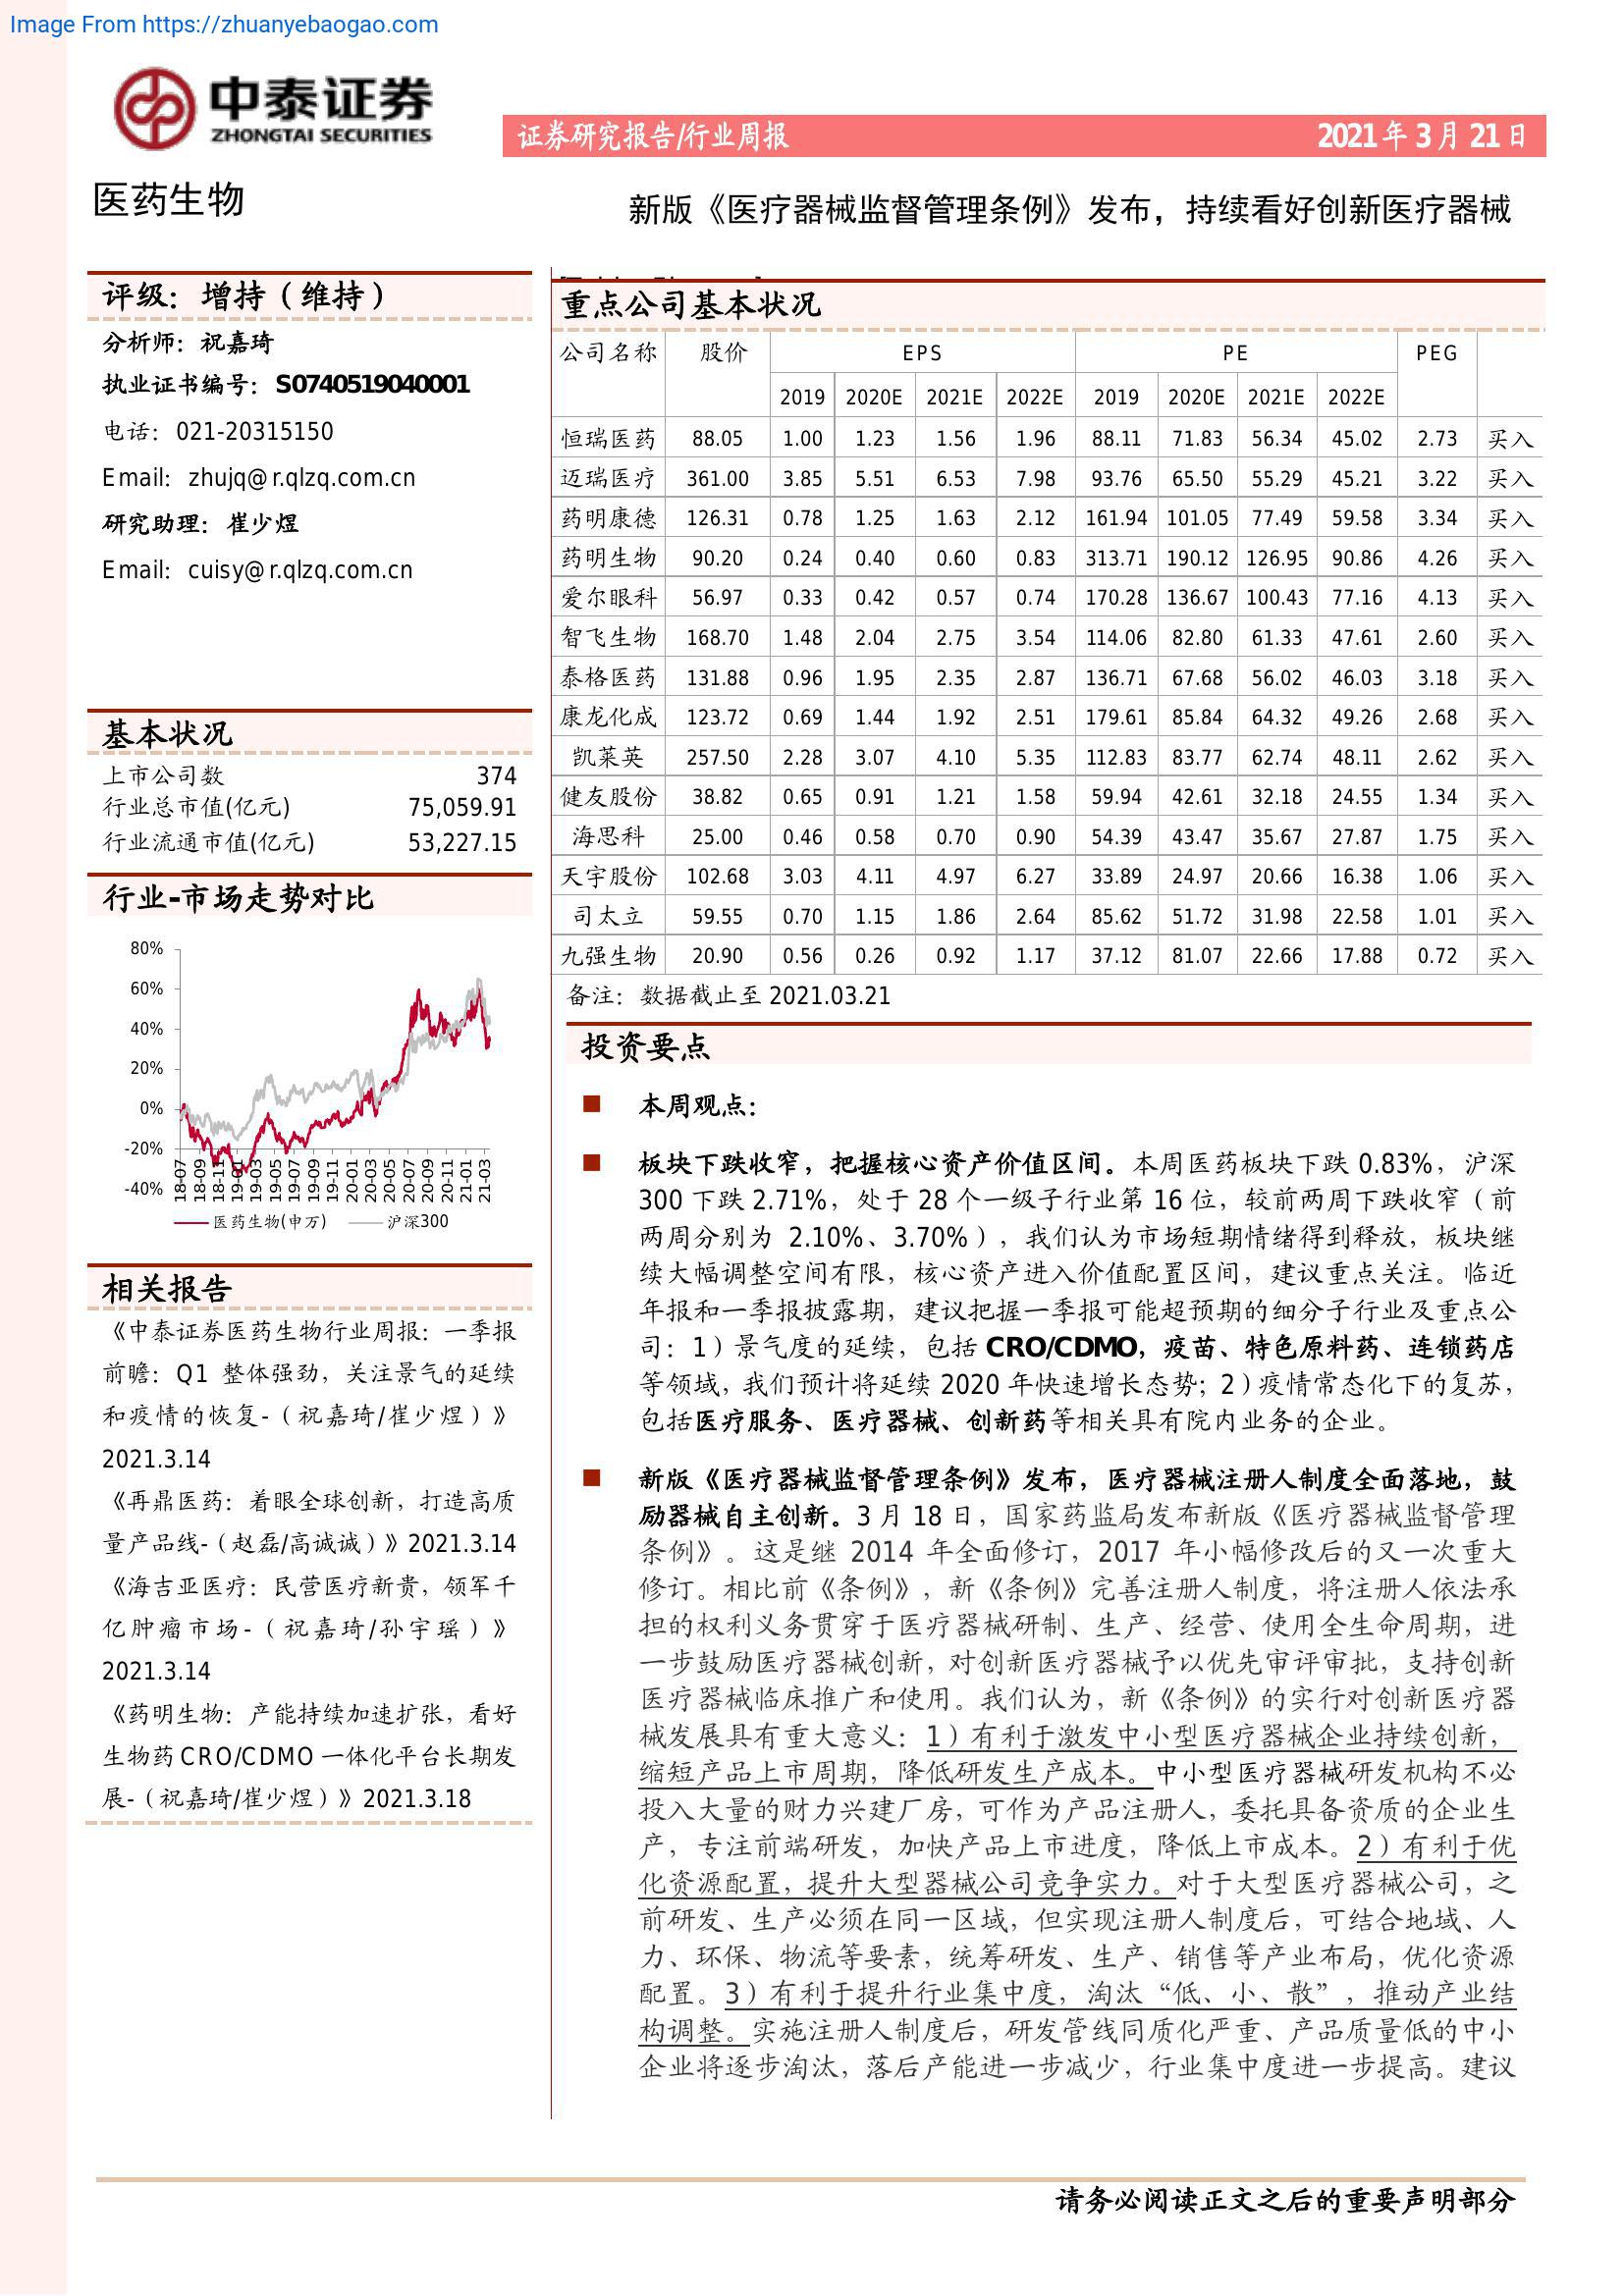 Image From https://zhuanyebaogao.com
中泰证券
ZHONGTAI SECURITIES
证券研究报告/行业周报 2021年3月21日
医药生物
新版《医疗器械监督管理条例》发布，持续看好创新医疗器械
评级：增持（维持）
分析师：祝嘉琦
执业证书编号：S0740519040001
电话：021-20315150
Email：zhujq@r.qlzq.com.cn
研究助理：崔少煜
Email：cuisy@r.qlzq.com.cn
基本状况
上市公司数 374
行业总市值(亿元) 75,059.91
行业流通市值(亿元) 53,227.15
行业-市场走势对比
80%
60%
40%
20%
0%
-20%
-40%
18-07 18-09 18-11 19-01 19-03 19-05 19-07 19-09 19-11 20-01 20-03 20-05 20-07 20-09 20-11 21-01 21-03
医药生物(申万) 沪深300
相关报告
《中泰证券医药生物行业周报：一季报
前瞻：Q1 整体强劲，关注景气的延续
和疫情的恢复-（祝嘉琦/崔少煜）》
2021.3.14
《再鼎医药：着眼全球创新，打造高质
量产品线-（赵磊/高诚诚）》2021.3.14
《海吉亚医疗：民营医疗新贵，领军千
亿肿瘤市场-（祝嘉琦/孙宇瑶）》
2021.3.14
《药明生物：产能持续加速扩张，看好
生物药CRO/CDMO一体化平台长期发
展-（祝嘉琦/崔少煜）》2021.3.18
重点公司基本状况
公司名称 股价 EPS PE PEG
2019 2020E 2021E 2022E 2019 2020E 2021E 2022E
恒瑞医药 88.05 1.00 1.23 1.56 1.96 88.11 71.83 56.34 45.02 2.73 买入
迈瑞医疗 361.00 3.85 5.51 6.53 7.98 93.76 65.50 55.29 45.21 3.22 买入
药明康德 126.31 0.78 1.25 1.63 2.12 161.94 101.05 77.49 59.58 3.34 买入
药明生物 90.20 0.24 0.40 0.60 0.83 313.71 190.12 126.95 90.86 4.26 买入
爱尔眼科 56.97 0.33 0.42 0.57 0.74 170.28 136.67 100.43 77.16 4.13 买入
智飞生物 168.70 1.48 2.04 2.75 3.54 114.06 82.80 61.33 47.61 2.60 买入
泰格医药 131.88 0.96 1.95 2.35 2.87 136.71 67.68 56.02 46.03 3.18 买入
康龙化成 123.72 0.69 1.44 1.92 2.51 179.61 85.84 64.32 49.26 2.68 买入
凯莱英 257.50 2.28 3.07 4.10 5.35 112.83 83.77 62.74 48.11 2.62 买入
健友股份 38.82 0.65 0.91 1.21 1.58 59.94 42.61 32.18 24.55 1.34 买入
海思科 25.00 0.46 0.58 0.70 0.90 54.39 43.47 35.67 27.87 1.75 买入
天宇股份 102.68 3.03 4.11 4.97 6.27 33.89 24.97 20.66 16.38 1.06 买入
司太立 59.55 0.70 1.15 1.86 2.64 85.62 51.72 31.98 22.58 1.01 买入
九强生物 20.90 0.56 0.26 0.92 1.17 37.12 81.07 22.66 17.88 0.72 买入
备注：数据截止至2021.03.21
投资要点
本周观点：
板块下跌收窄，把握核心资产价值区间。本周医药板块下跌 0.83%，沪深
300下跌2.71%，处于28个一级子行业第16位，较前两周下跌收窄（前
两周分别为 2.10%、3.70%），我们认为市场短期情绪得到释放，板块继
续大幅调整空间有限，核心资产进入价值配置区间，建议重点关注。临近
年报和一季报披露期，建议把握一季报可能超预期的细分子行业及重点公
司：1）景气度的延续，包括CRO/CDMO，疫苗、特色原料药、连锁药店
等领域，我们预计将延续2020年快速增长态势；2）疫情常态化下的复苏，
包括医疗服务、医疗器械、创新药等相关具有院内业务的企业。
新版《医疗器械监督管理条例》发布，医疗器械注册人制度全面落地，鼓
励器械自主创新。3月18日，国家药监局发布新版《医疗器械监督管理
条例》。这是继 2014 年全面修订，2017 年小幅修改后的又一次重大
修订。相比前《条例》，新《条例》完善注册人制度，将注册人依法承
担的权利义务贯穿于医疗器械研制、生产、经营、使用全生命周期，进
一步鼓励医疗器械创新，对创新医疗器械予以优先审评审批，支持创新
医疗器械临床推广和使用。我们认为，新《条例》的实行对创新医疗器
械发展具有重大意义：1）有利于激发中小型医疗器械企业持续创新，
缩短产品上市周期，降低研发生产成本。中小型医疗器械研发机构不必
投入大量的财力兴建厂房，可作为产品注册人，委托具备资质的企业生
产，专注前端研发，加快产品上市进度，降低上市成本。2）有利于优
化资源配置，提升大型器械公司竞争实力。对于大型医疗器械公司，之
前研发、生产必须在同一区域，但实现注册人制度后，可结合地域、人
力、环保、物流等要素，统筹研发、生产、销售等产业布局，优化资源
配置。3）有利于提升行业集中度，淘汰“低、小、散”，推动产业结
构调整。实施注册人制度后，研发管线同质化严重、产品质量低的中小
企业将逐步淘汰，落后产能进一步减少，行业集中度进一步提高。建议
请务必阅读正文之后的重要声明部分